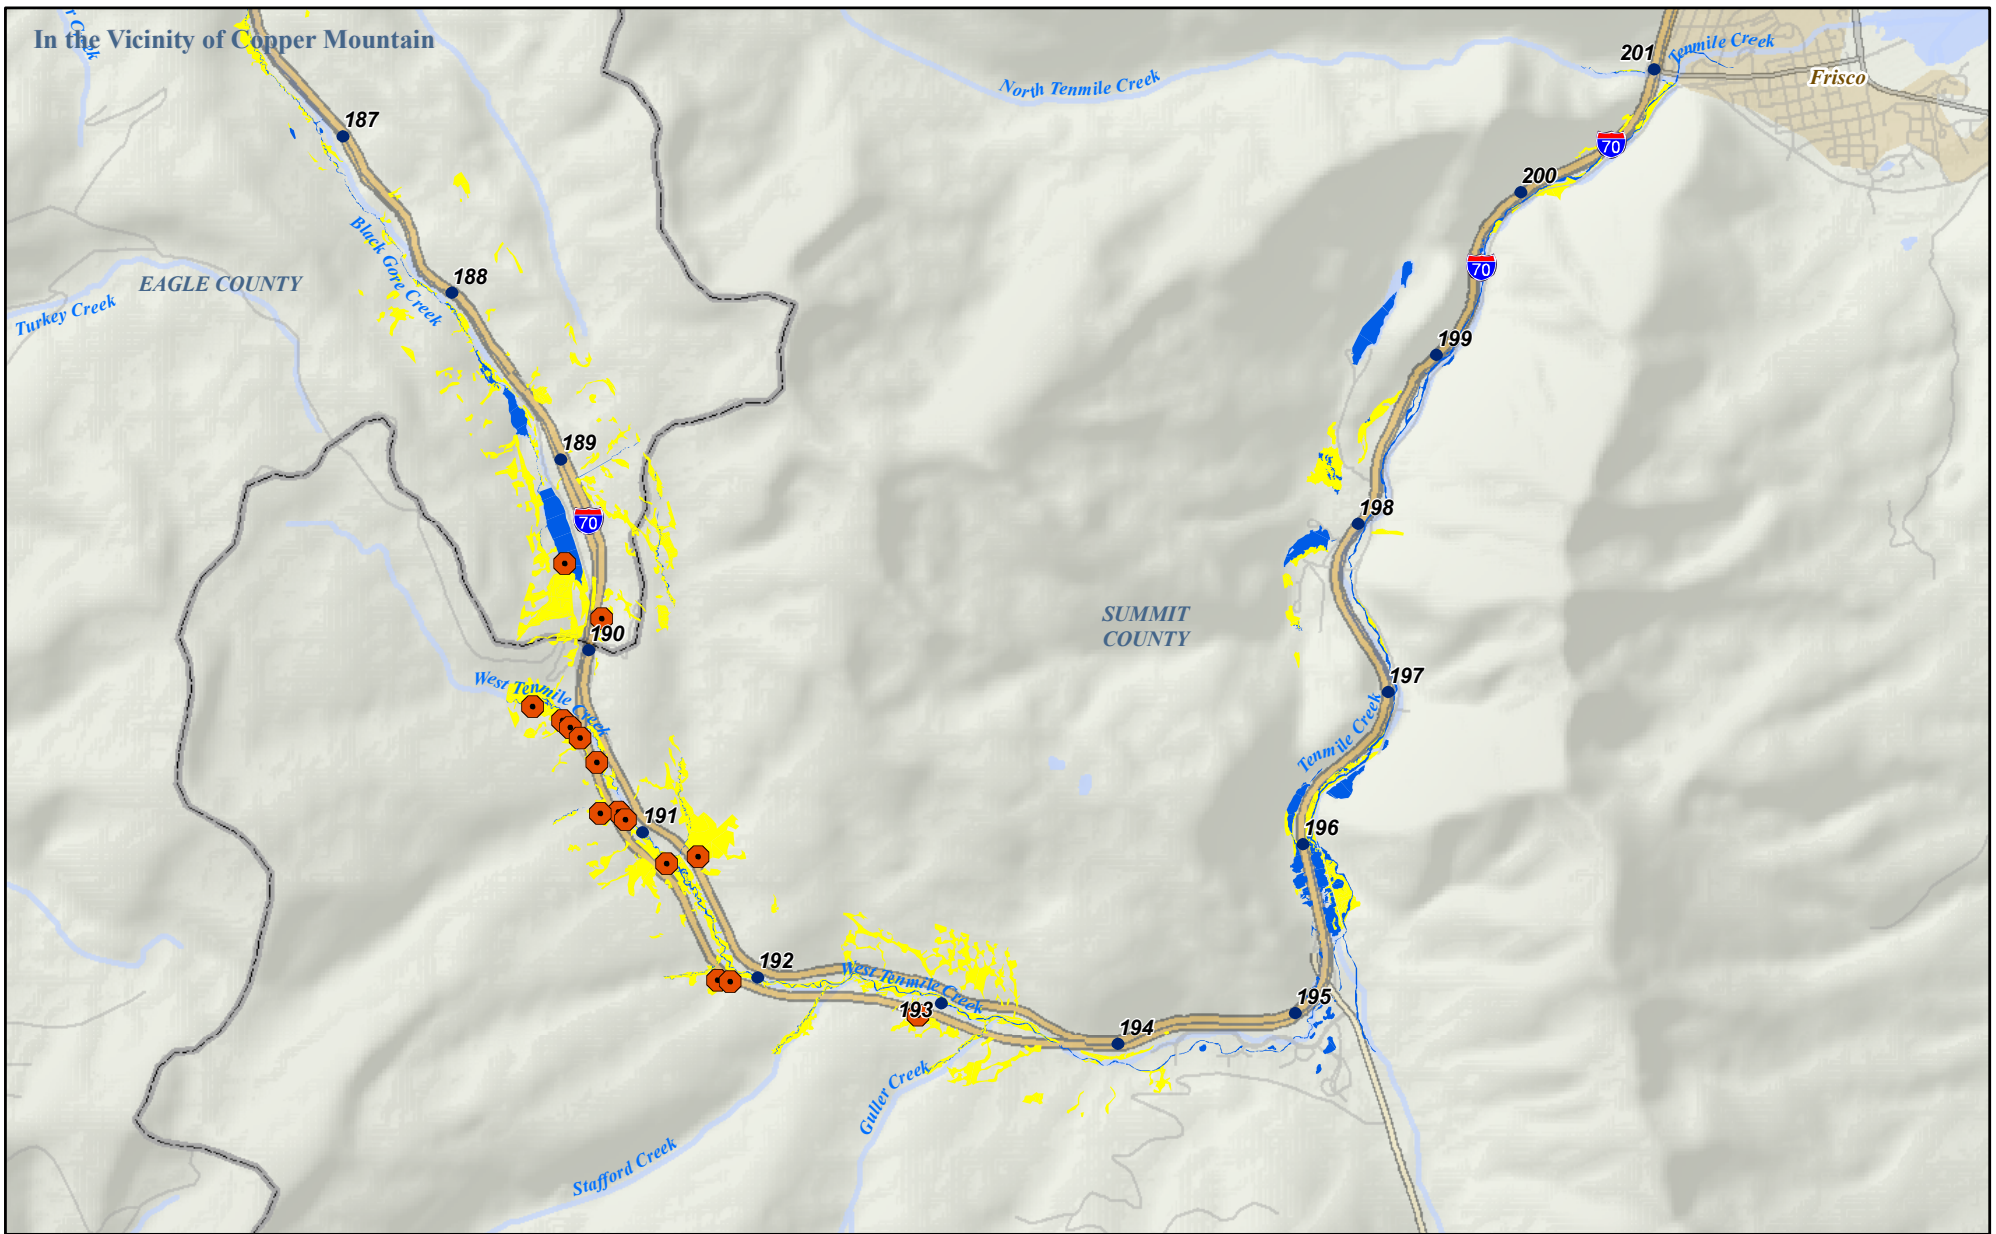 In the Vicinity of Copper Mountain
r Creek
201
Tenmile Creek
Frisco
North Tenmile Creek
187
70
200
Black Gore Creek
EAGLE COUNTY
188
70
Turkey Creek
199
189
198
70
SUMMIT
COUNTY
190
197
West Tenmile Creek
Tenmile Creek
191
196
192
West Tenmile Creek
193
195
194
Guller Creek
Stafford Creek